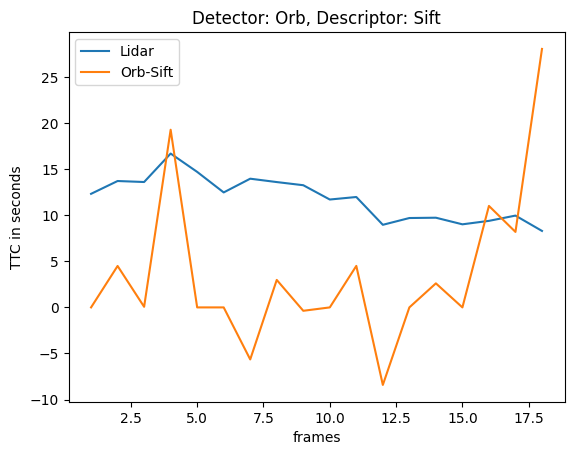 Detector: Orb, Descriptor: Sift
Lidar
Orb-Sift
TTC in seconds
25
20
15
10
5
0
−5
−10
2.5 5.0 7.5 10.0 12.5 15.0 17.5
frames